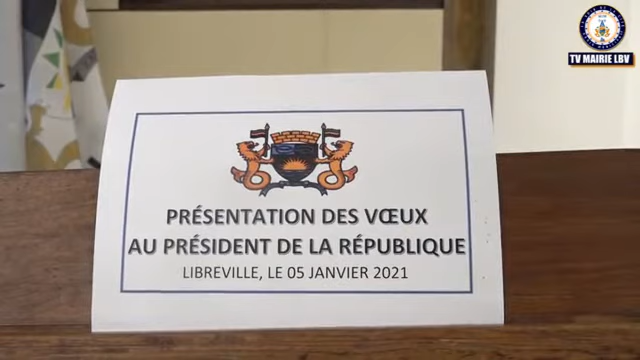 TV MAIRIE LBV
PRÉSENTATION DES VŒUX
AU PRÉSIDENT DE LA RÉPUBLIQUE
LIBREVILLE, LE 05 JANVIER 2021